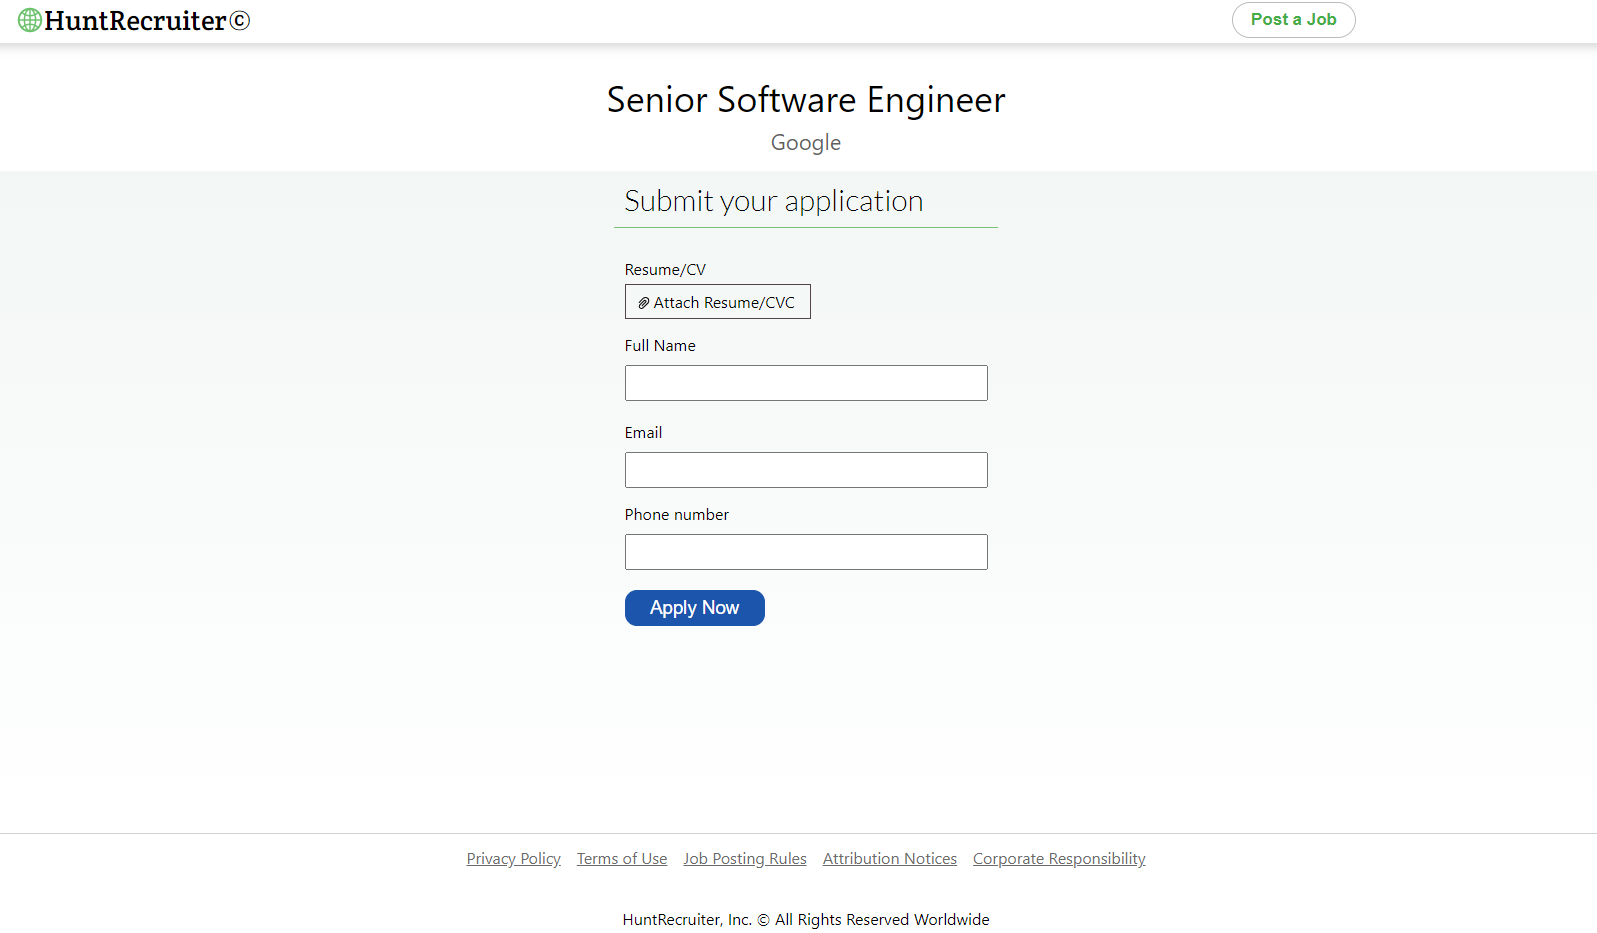 HuntRecruiter©
Post a Job
Senior Software Engineer
Google
Submit your application
Resume/CV
Attach Resume/CVC
Full Name
Email
Phone number
Apply Now
Privacy Policy Terms of Use Job Posting Rules Attribution Notices Corporate Responsibility
HuntRecruiter, Inc. © All Rights Reserved Worldwide